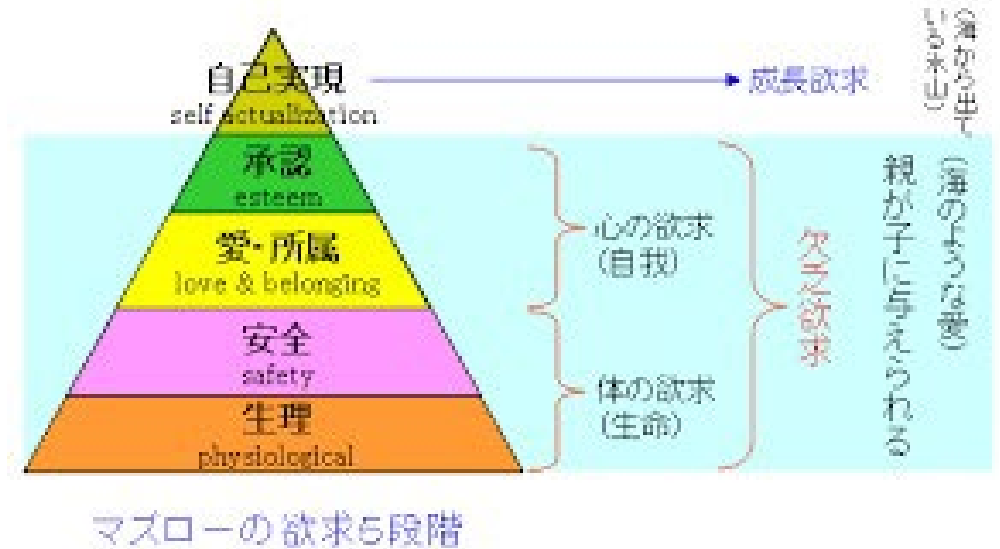 自己実現
self actualization
成長欲求
(海から出て
いる氷山)
承認
esteem
愛・所属
love & belonging
安全
safety
生理
physiological
心の欲求
(自我)
体の欲求
(生命)
欠乏欲求
(海のような愛)
親が子に与えられる
マズローの欲求5段階